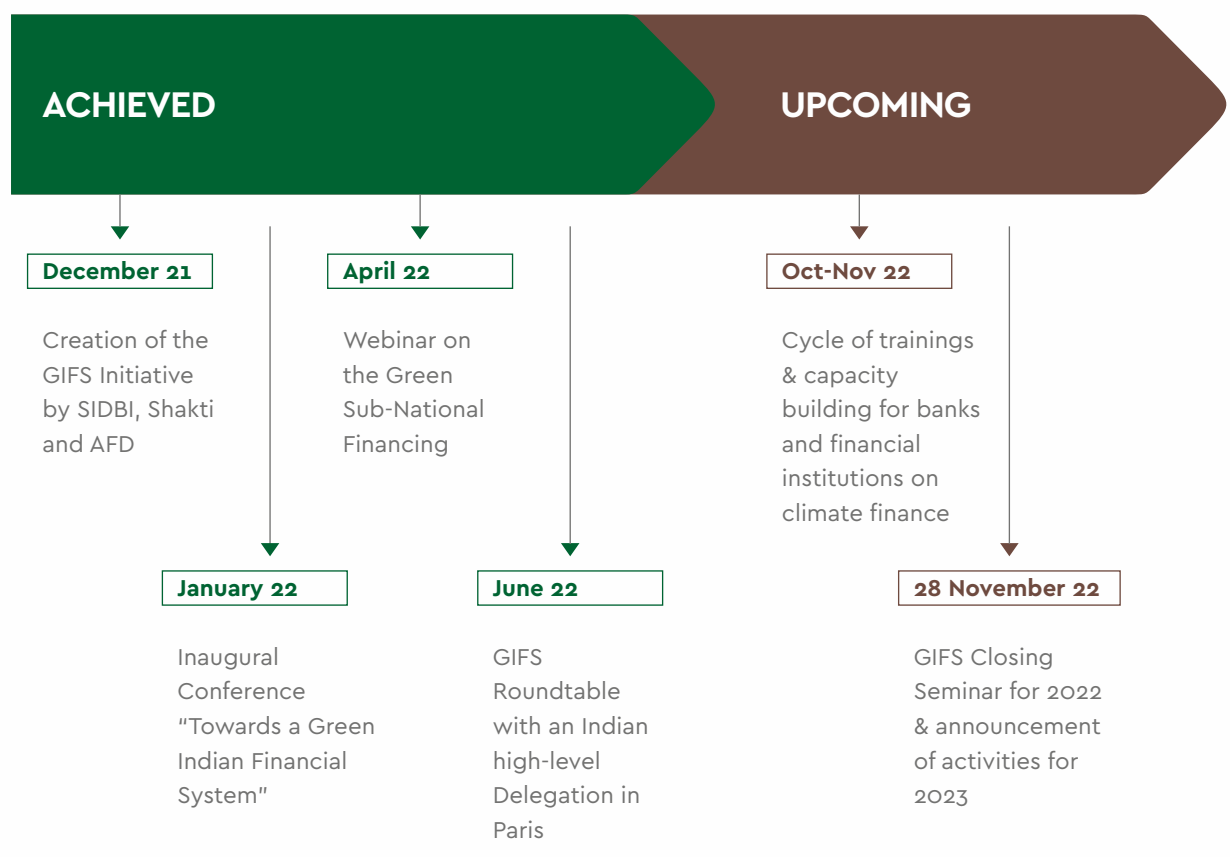 ACHIEVED
UPCOMING
December 21
Creation of the
GIFS Initiative
by SIDBI, Shakti
and AFD
January 22
Inaugural
Conference
“Towards a Green
Indian Financial
System”
April 22
Webinar on
the Green
Sub-National
Financing
June 22
GIFS
Roundtable
with an Indian
high-level
Delegation in
Paris
Oct-Nov 22
Cycle of trainings
& capacity
building for banks
and financial
institutions on
climate finance
28 November 22
GIFS Closing
Seminar for 2022
& announcement
of activities for
2023